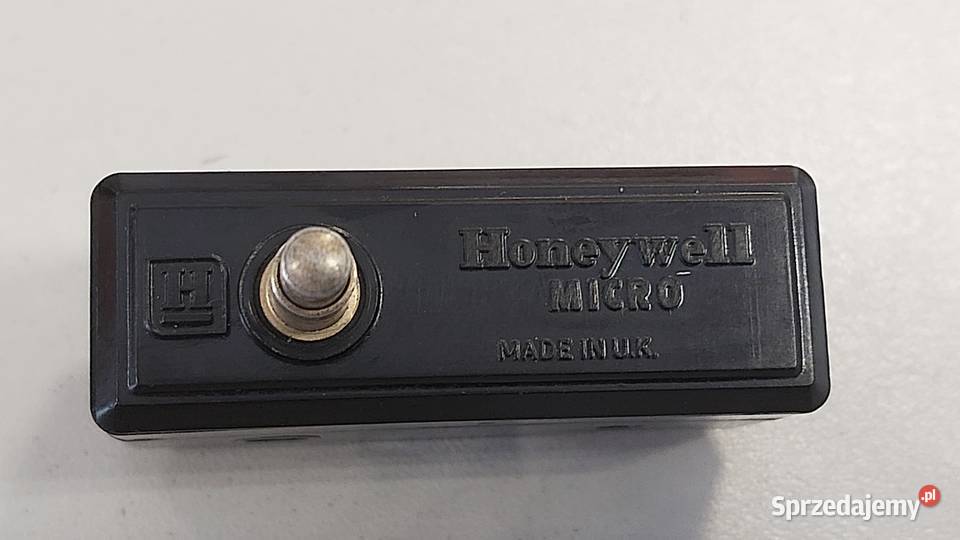 H
Honeywell
MICRO
MADE IN U.K.
Sprzedajemy.pl